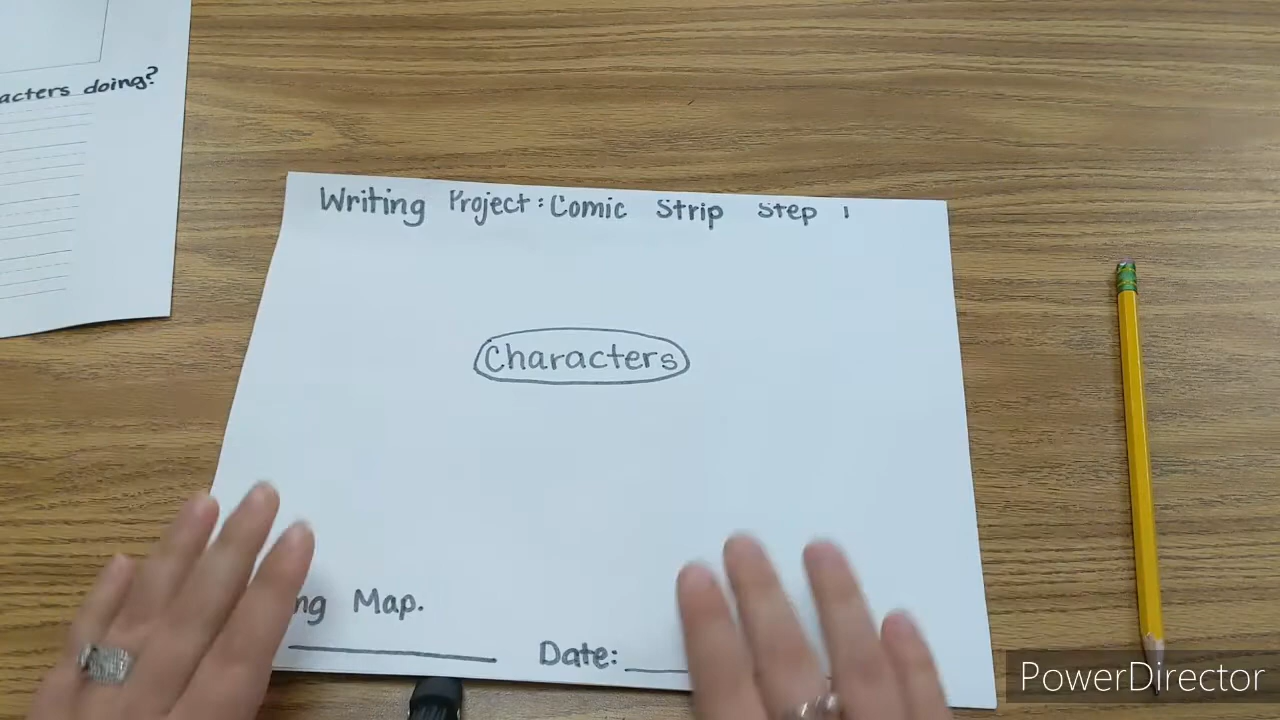 acters doing?
Writing Project: Comic Strip Step 1
Characters
ng Map.
Date:
PowerDirector